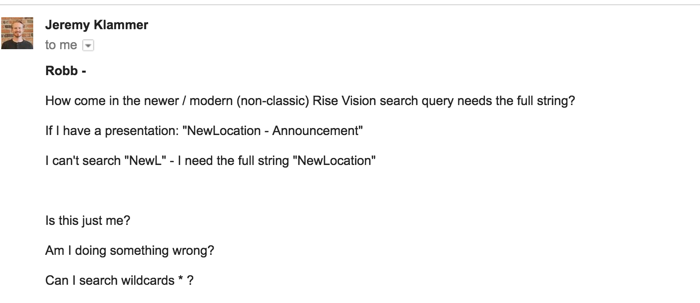 Jeremy Klammer
to me
Robb -
How come in the newer / modern (non-classic) Rise Vision search query needs the full string?
If I have a presentation: "NewLocation - Announcement"
I can't search "NewL" - I need the full string "NewLocation"
Is this just me?
Am I doing something wrong?
Can I search wildcards * ?